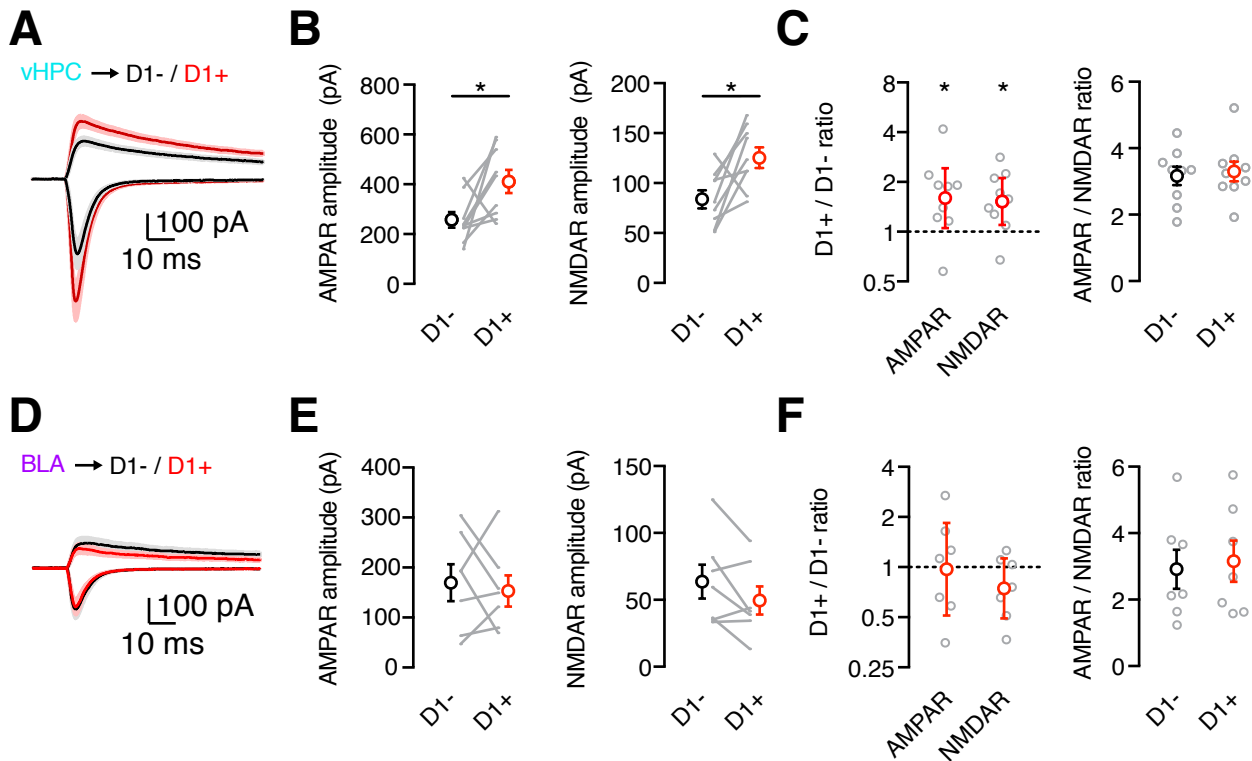 A
vHPC → D1- / D1+
100 pA
10 ms
B
AMPAR amplitude (pA)
800
600
400
200
0
*
D1-
D1+
NMDAR amplitude (pA)
200
150
100
50
0
*
D1-
D1+
C
D1+ / D1- ratio
8
4
2
1
0.5
*
*
AMPAR
NMDAR
AMPAR / NMDAR ratio
6
4
2
0
D1-
D1+
D
BLA → D1- / D1+
100 pA
10 ms
E
AMPAR amplitude (pA)
400
300
200
100
0
D1-
D1+
NMDAR amplitude (pA)
150
100
50
0
D1-
D1+
F
D1+ / D1- ratio
4
2
1
0.5
0.25
AMPAR
NMDAR
AMPAR / NMDAR ratio
6
4
2
0
D1-
D1+